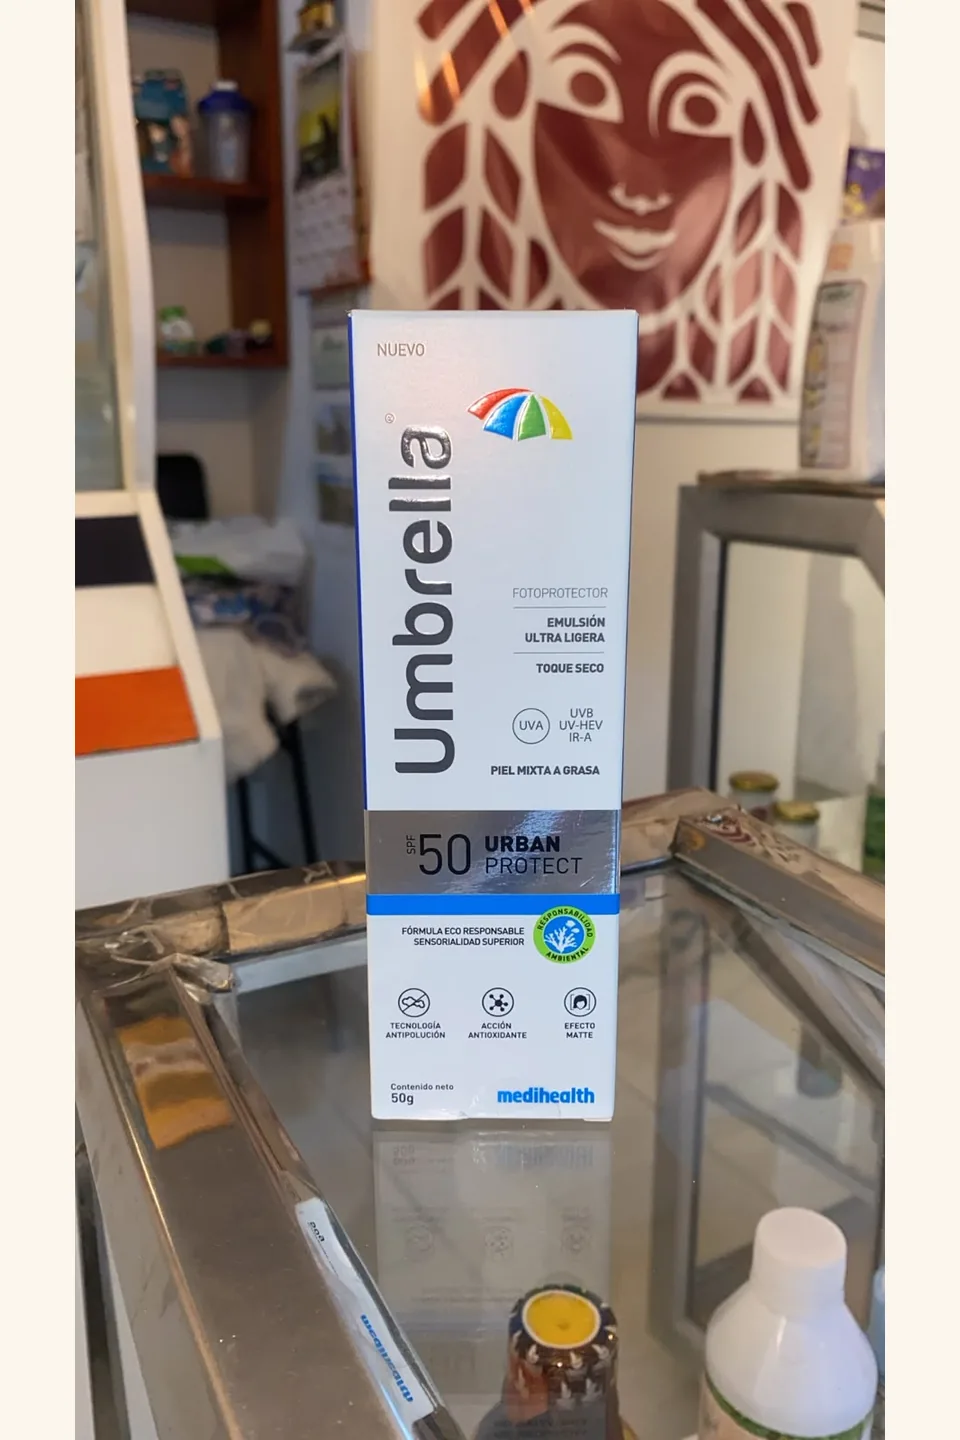 NUEVO
Umbrella®
FOTOPROTECTOR
EMULSIÓN
ULTRA LIGERA
TOQUE SECO
UVA
UVB
UV-HEV
IR-A
PIEL MIXTA A GRASA
SPF 50 URBAN
PROTECT
FÓRMULA ECO RESPONSABLE
SENSORIALIDAD SUPERIOR
RESPONSABILIDAD
AMBIENTAL
TECNOLOGÍA
ANTIPOLUCIÓN
ACCIÓN
ANTIOXIDANTE
EFECTO
MATTE
Contenido neto
50g
medihealth